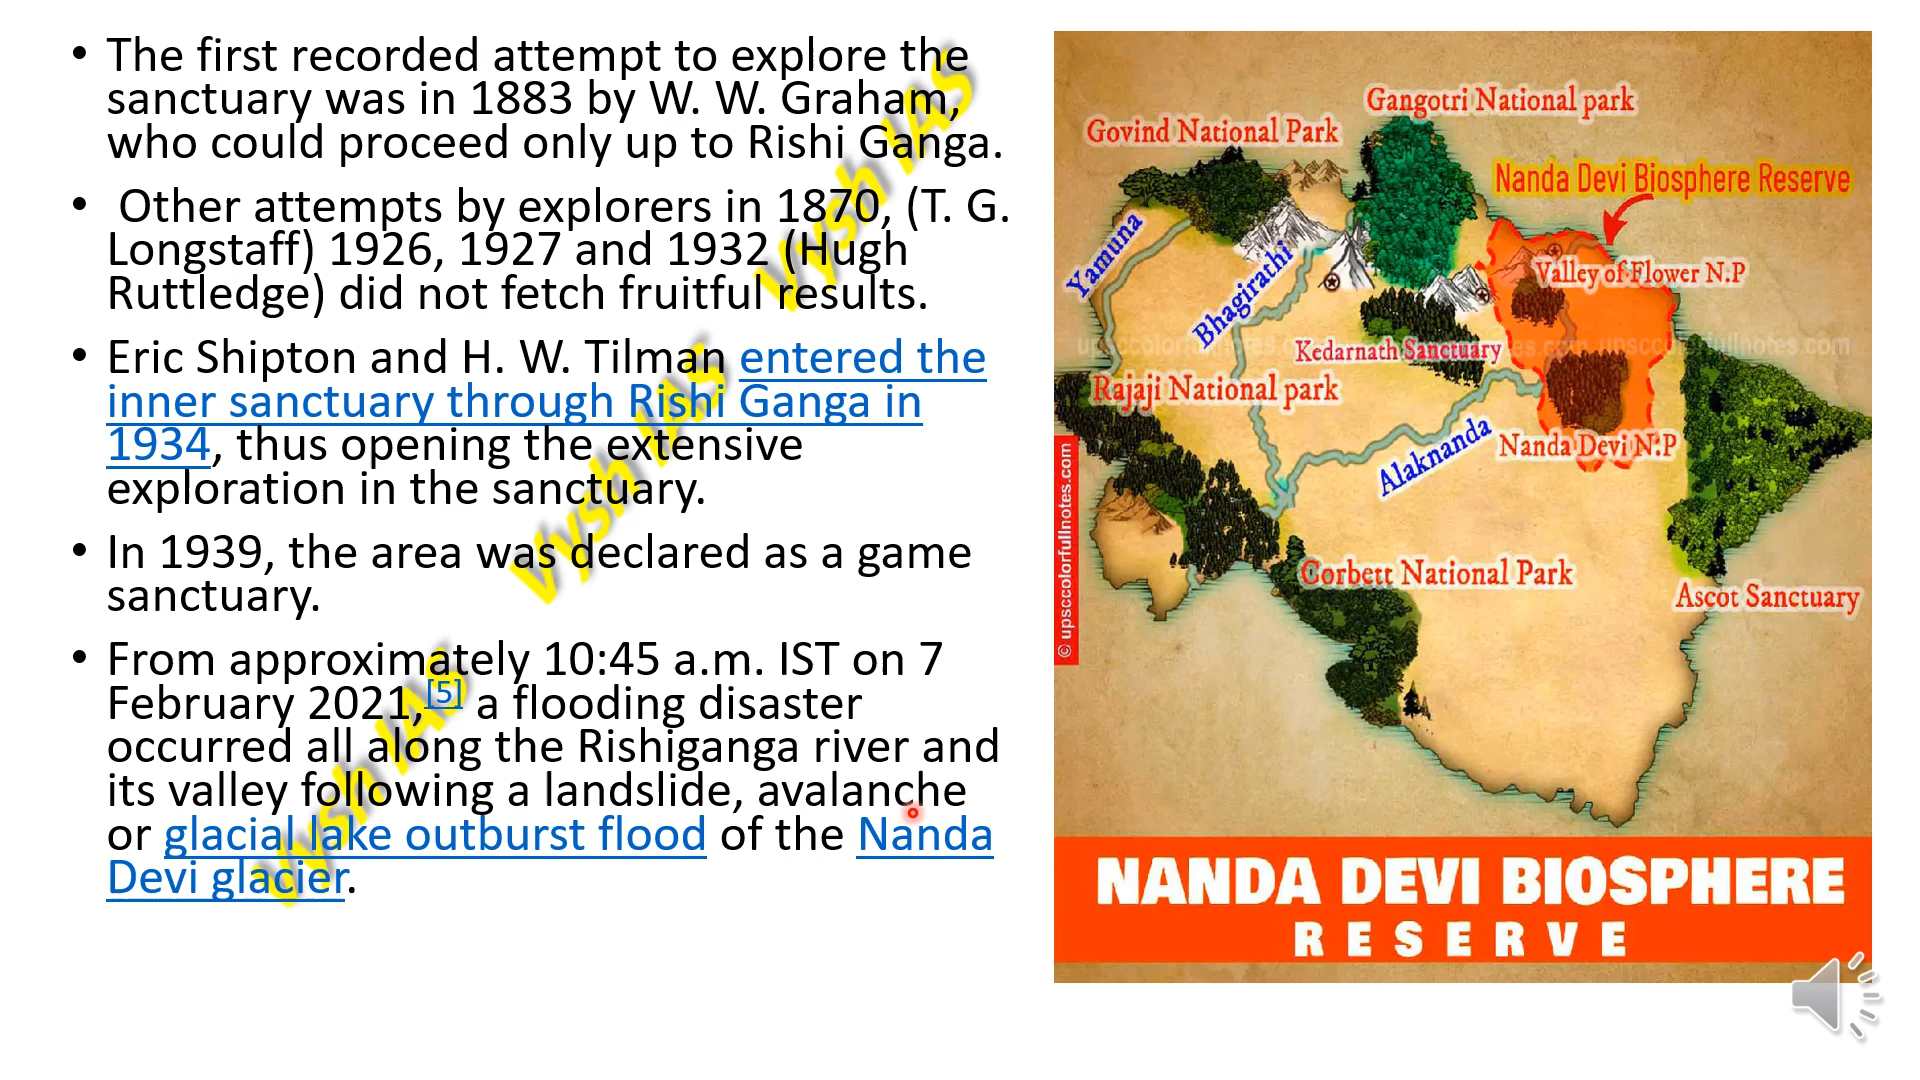 • The first recorded attempt to explore the
sanctuary was in 1883 by W. W. Graham,
who could proceed only up to Rishi Ganga.
• Other attempts by explorers in 1870, (T. G.
Longstaff) 1926, 1927 and 1932 (Hugh
Ruttledge) did not fetch fruitful results.
• Eric Shipton and H. W. Tilman entered the
inner sanctuary through Rishi Ganga in
1934, thus opening the extensive
exploration in the sanctuary.
• In 1939, the area was declared as a game
sanctuary.
• From approximately 10:45 a.m. IST on 7
February 2021,[5] a flooding disaster
occurred all along the Rishiganga river and
its valley following a landslide, avalanche
or glacial lake outburst flood of the Nanda
Devi glacier.
Vysh IAS
Vysh IAS
Vysh IAS
Gangotri National park
Govind National Park
Nanda Devi Biosphere Reserve
Yamuna
Bhagirathi
Valley of Flower N.P
Kedarnath Sanctuary
Rajaji National park
Alaknanda
Nanda Devi N.P
Corbett National Park
Ascot Sanctuary
© upsccolorfullnotes.com
NANDA DEVI BIOSPHERE
RESERVE